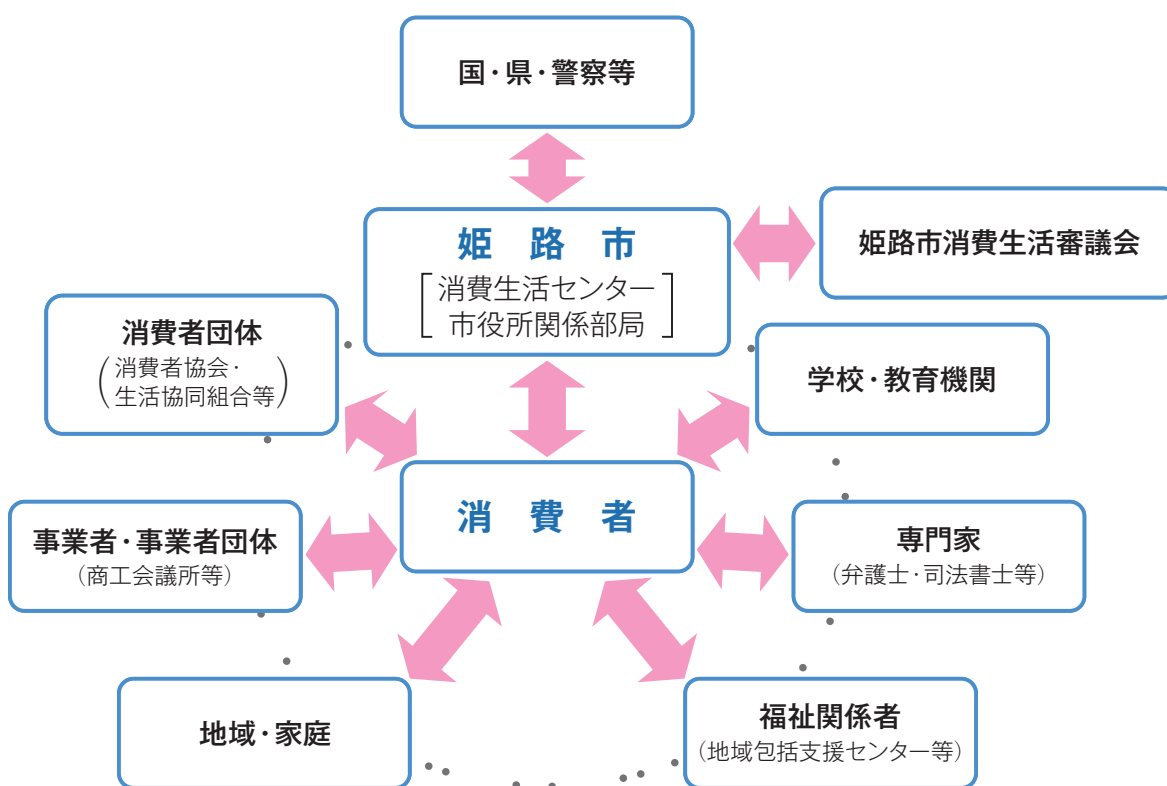 国・県・警察等
姫路市
消費生活センター
市役所関係部局
姫路市消費生活審議会
消費者団体
(消費者協会・
生活協同組合等)
学校・教育機関
消費者
事業者・事業者団体
(商工会議所等)
専門家
(弁護士・司法書士等)
地域・家庭
福祉関係者
(地域包括支援センター等)